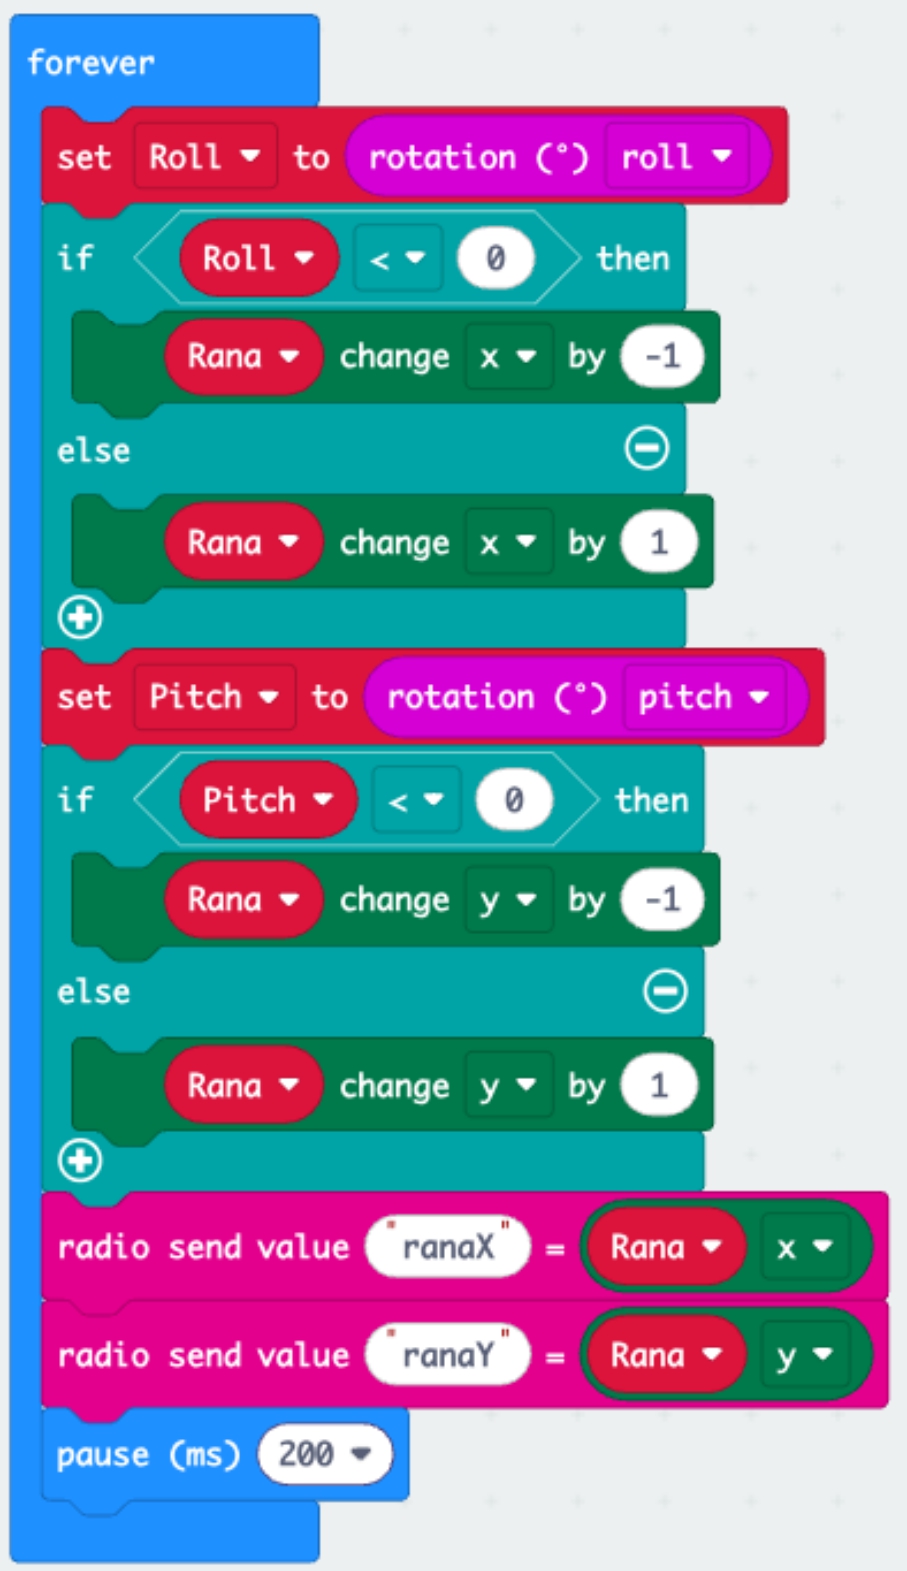 forever
set Roll to rotation (°) roll
if Roll < 0 then
Rana change x by -1
else
Rana change x by 1
set Pitch to rotation (°) pitch
if Pitch < 0 then
Rana change y by -1
else
Rana change y by 1
radio send value "ranaX" = Rana x
radio send value "ranaY" = Rana y
pause (ms) 200